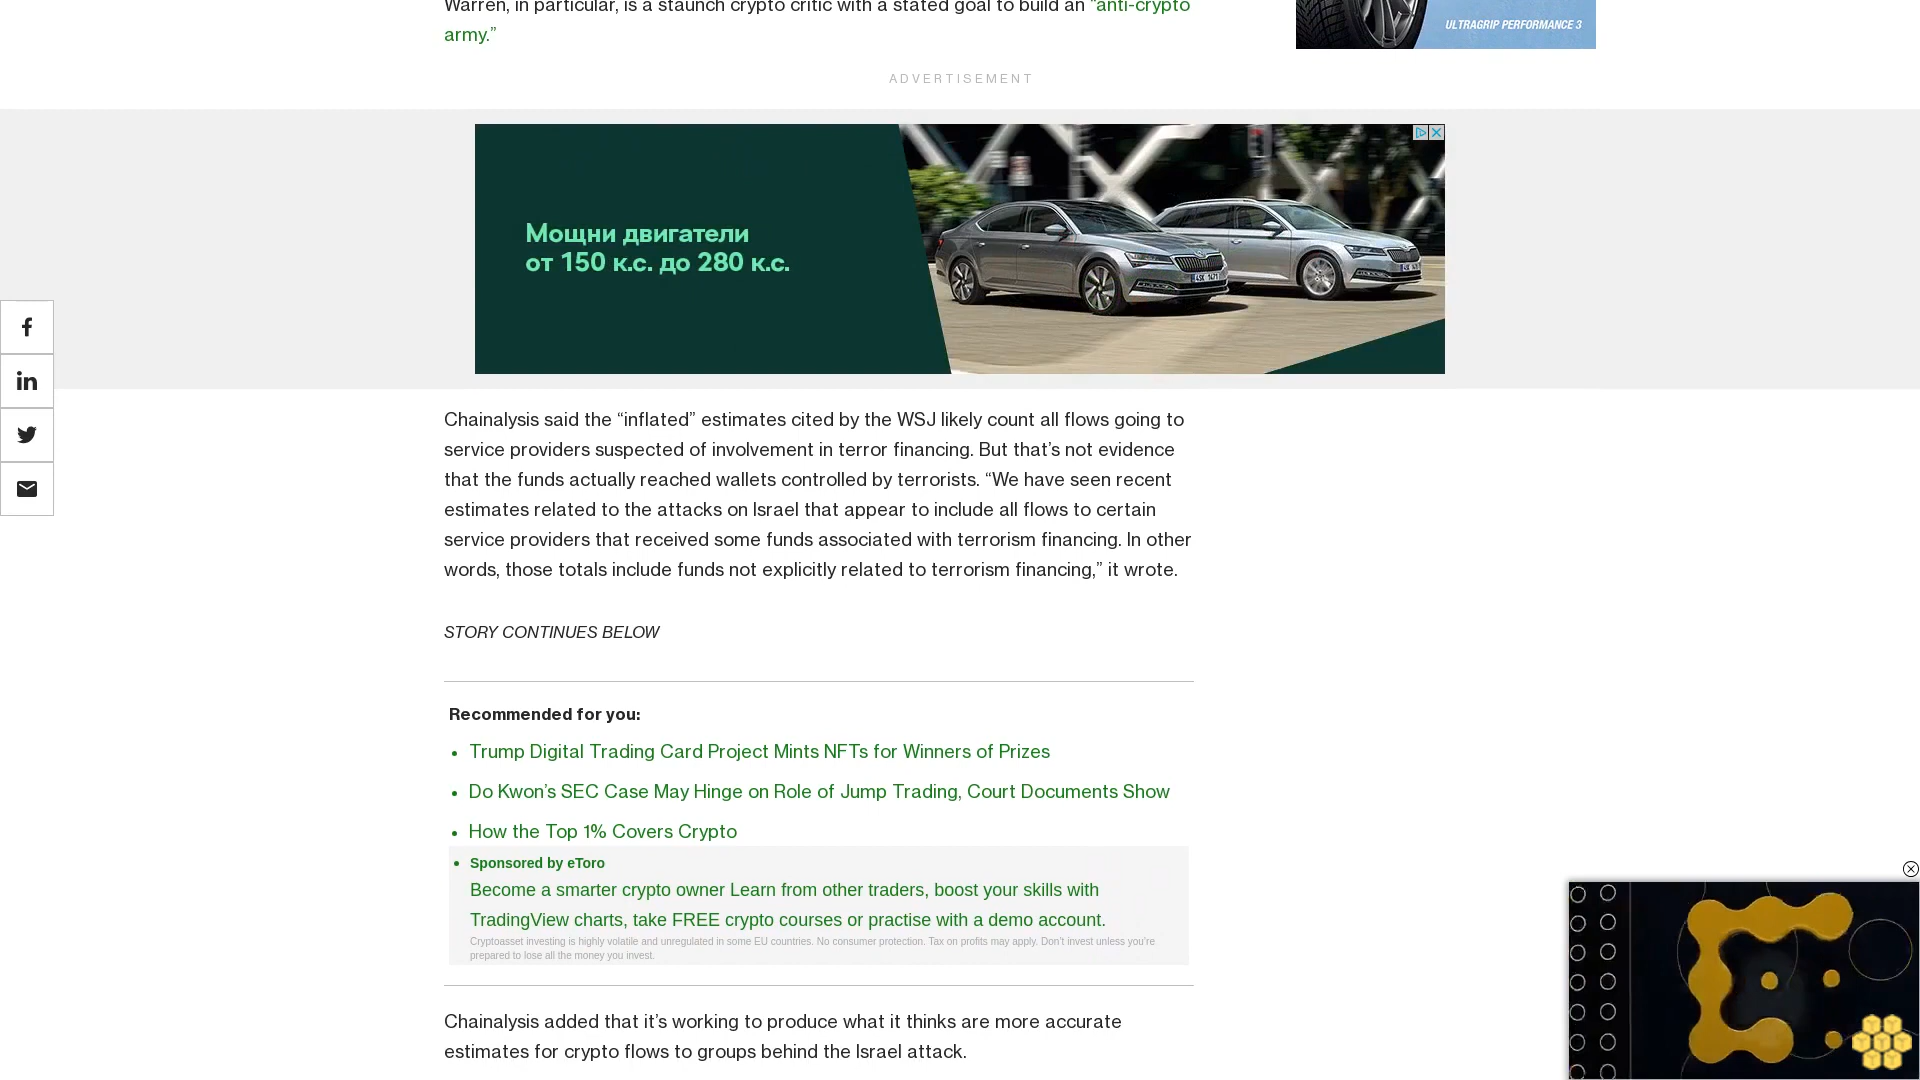 Warren, in particular, is a staunch crypto critic with a stated goal to build an “anti-crypto
army.”
ULTRAGRIP PERFORMANCE 3
ADVERTISEMENT
Мощни двигатели
от 150 к.с. до 280 к.с.
Chainalysis said the “inflated” estimates cited by the WSJ likely count all flows going to
service providers suspected of involvement in terror financing. But that’s not evidence
that the funds actually reached wallets controlled by terrorists. “We have seen recent
estimates related to the attacks on Israel that appear to include all flows to certain
service providers that received some funds associated with terrorism financing. In other
words, those totals include funds not explicitly related to terrorism financing,” it wrote.
STORY CONTINUES BELOW
Recommended for you:
Trump Digital Trading Card Project Mints NFTs for Winners of Prizes
Do Kwon’s SEC Case May Hinge on Role of Jump Trading, Court Documents Show
How the Top 1% Covers Crypto
Sponsored by eToro
Become a smarter crypto owner Learn from other traders, boost your skills with
TradingView charts, take FREE crypto courses or practise with a demo account.
Cryptoasset investing is highly volatile and unregulated in some EU countries. No consumer protection. Tax on profits may apply. Don’t invest unless you’re
prepared to lose all the money you invest.
Chainalysis added that it’s working to produce what it thinks are more accurate
estimates for crypto flows to groups behind the Israel attack.